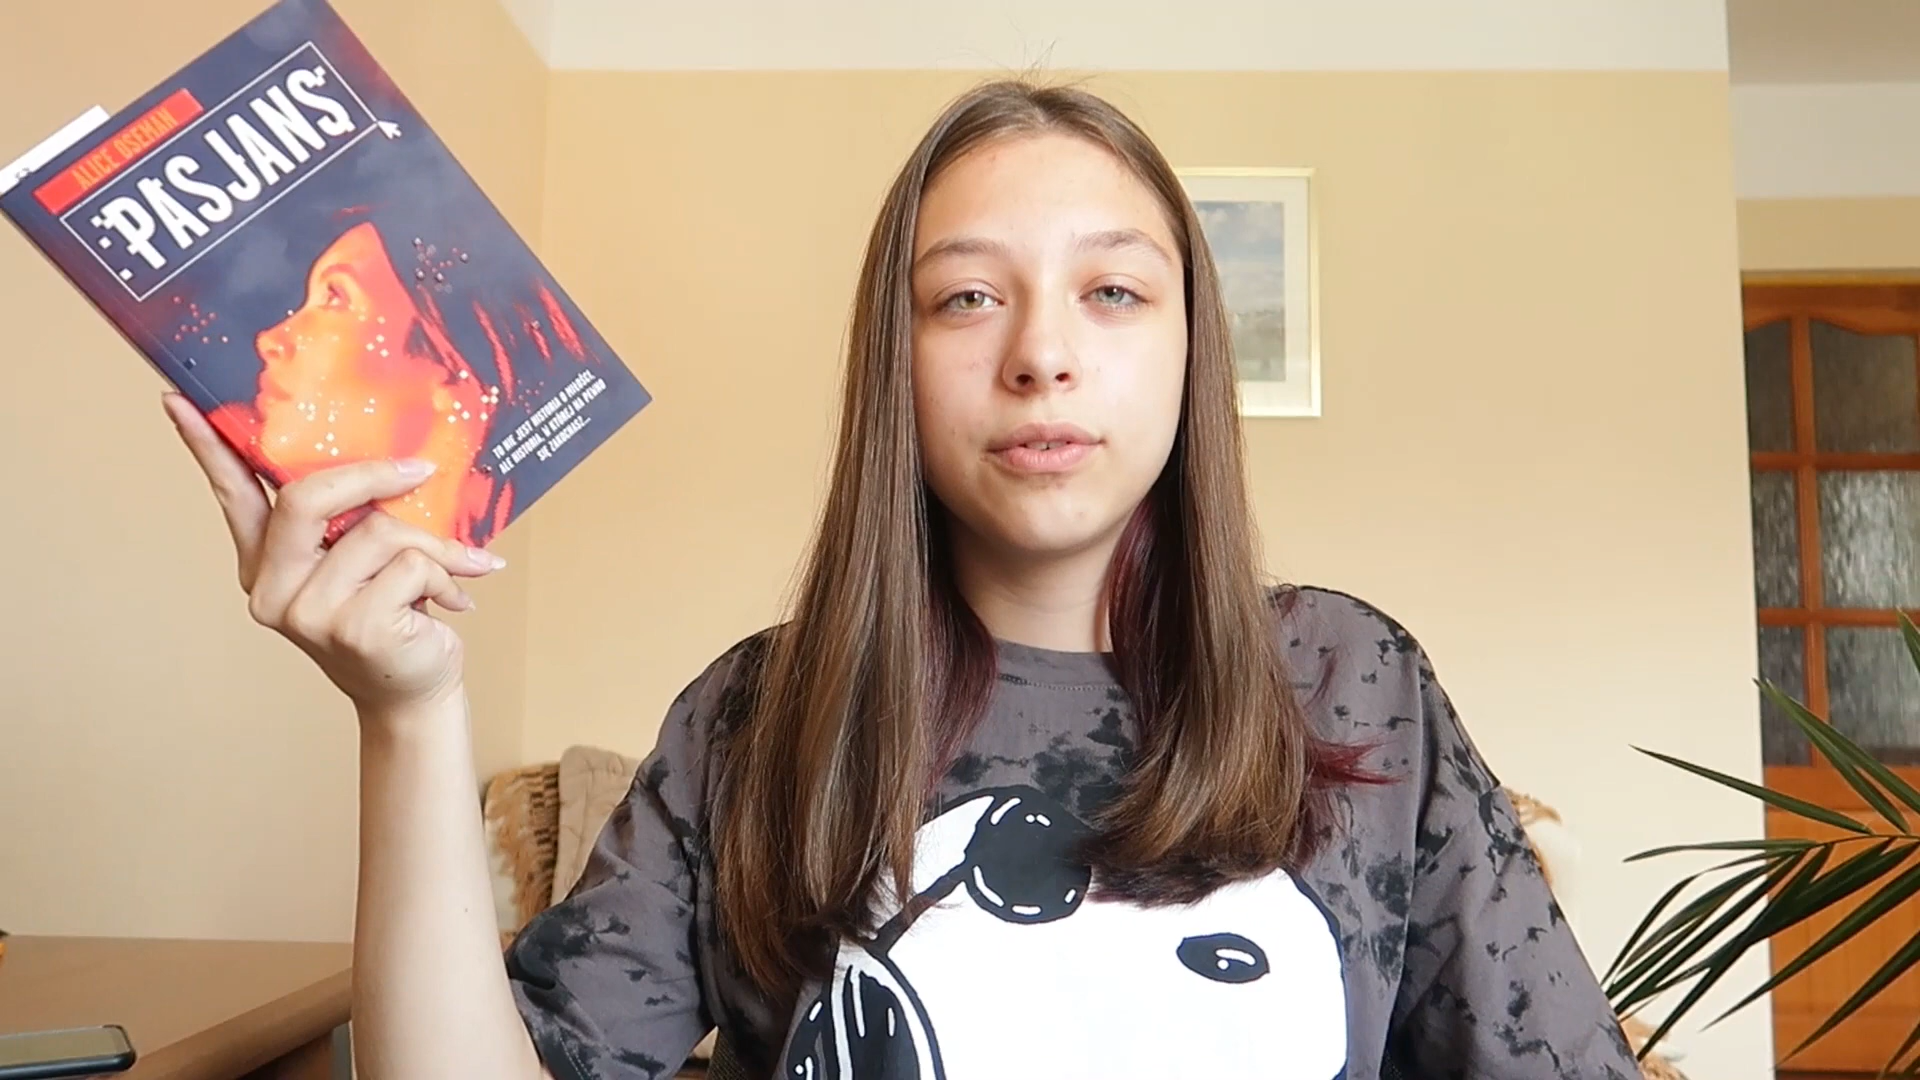 ALICE OSEMAN
PASJANS
TO NIE JEST HISTORIA O MIŁOŚCI,
ALE HISTORIA, W KTÓREJ NA PEWNO
SIĘ ZAKOCHASZ...